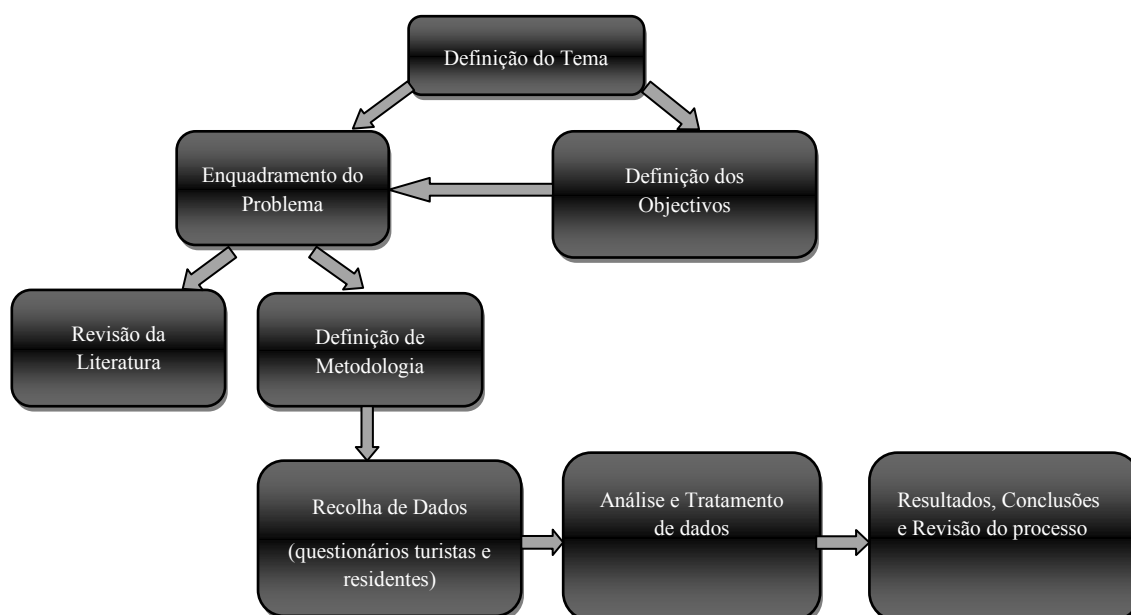 Definição do Tema
Enquadramento do
Problema
Definição dos
Objectivos
Revisão da
Literatura
Definição de
Metodologia
Recolha de Dados
(questionários turistas e
residentes)
Análise e Tratamento
de dados
Resultados, Conclusões
e Revisão do processo